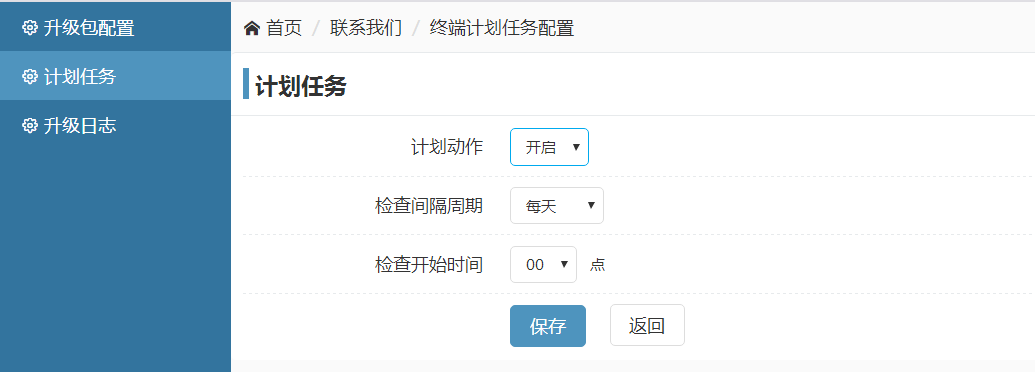 升级包配置
计划任务
升级日志
首页 / 联系我们 / 终端计划任务配置
计划任务
计划动作 开启
检查间隔周期 每天
检查开始时间 00 点
保存 返回